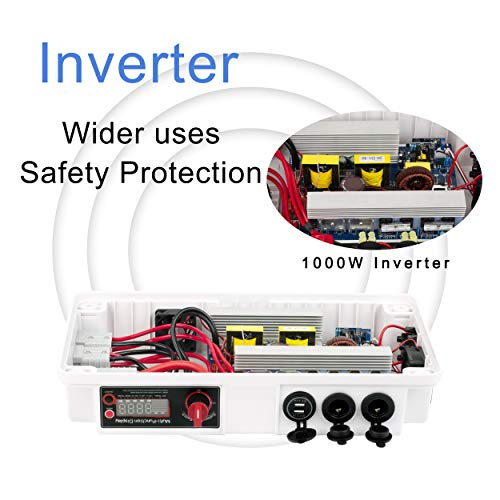 Inverter
Wider uses
Safety Protection
1000W Inverter
Multi-Function Display